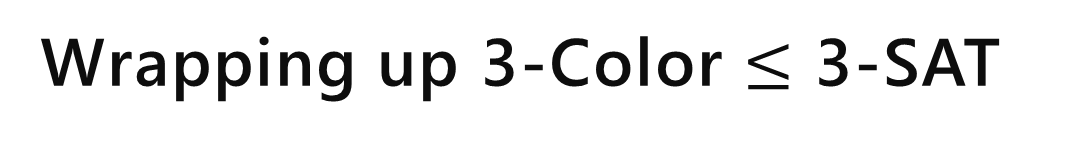 Wrapping up 3-Color ≤ 3-SAT